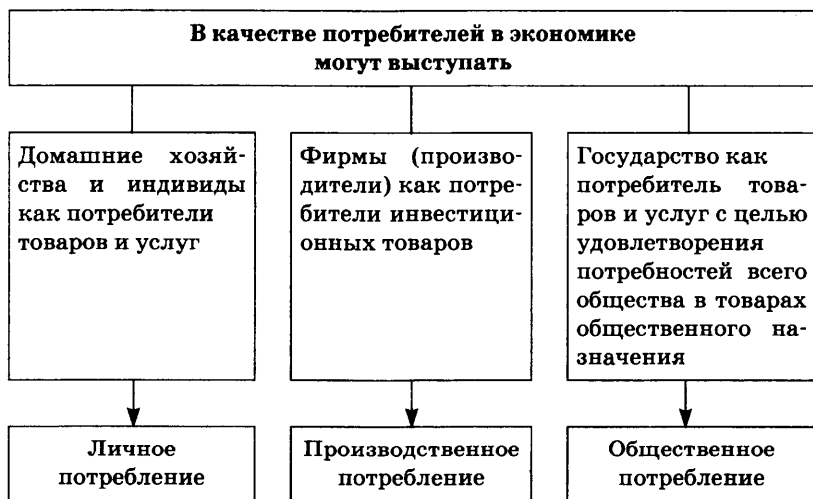 В качестве потребителей в экономике
могут выступать
Домашние хозяй-
ства и индивиды
как потребители
товаров и услуг
Фирмы (произво-
дители) как потре-
бители инвестици-
онных товаров
Государство как
потребитель това-
ров и услуг с целью
удовлетворения
потребностей всего
общества в товарах
общественного на-
значения
Личное
потребление
Производственное
потребление
Общественное
потребление